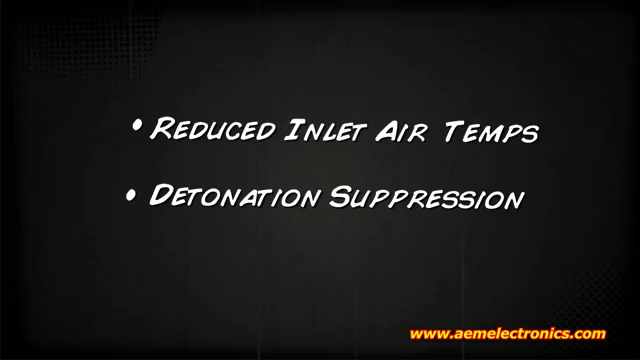 • Reduced Inlet Air Temps
• Detonation Suppression
www.aemelectronics.com